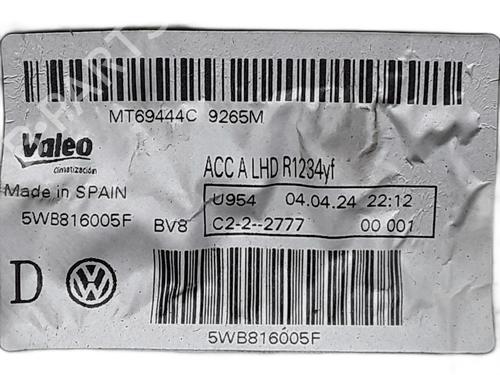 MT69444C 9265M
Valeo
climatización
ACC A LHD R1234yf
Made in SPAIN
U954 04.04.24 22:12
5WB816005F BV8
C2-2--2777 00 001
D
5WB816005F